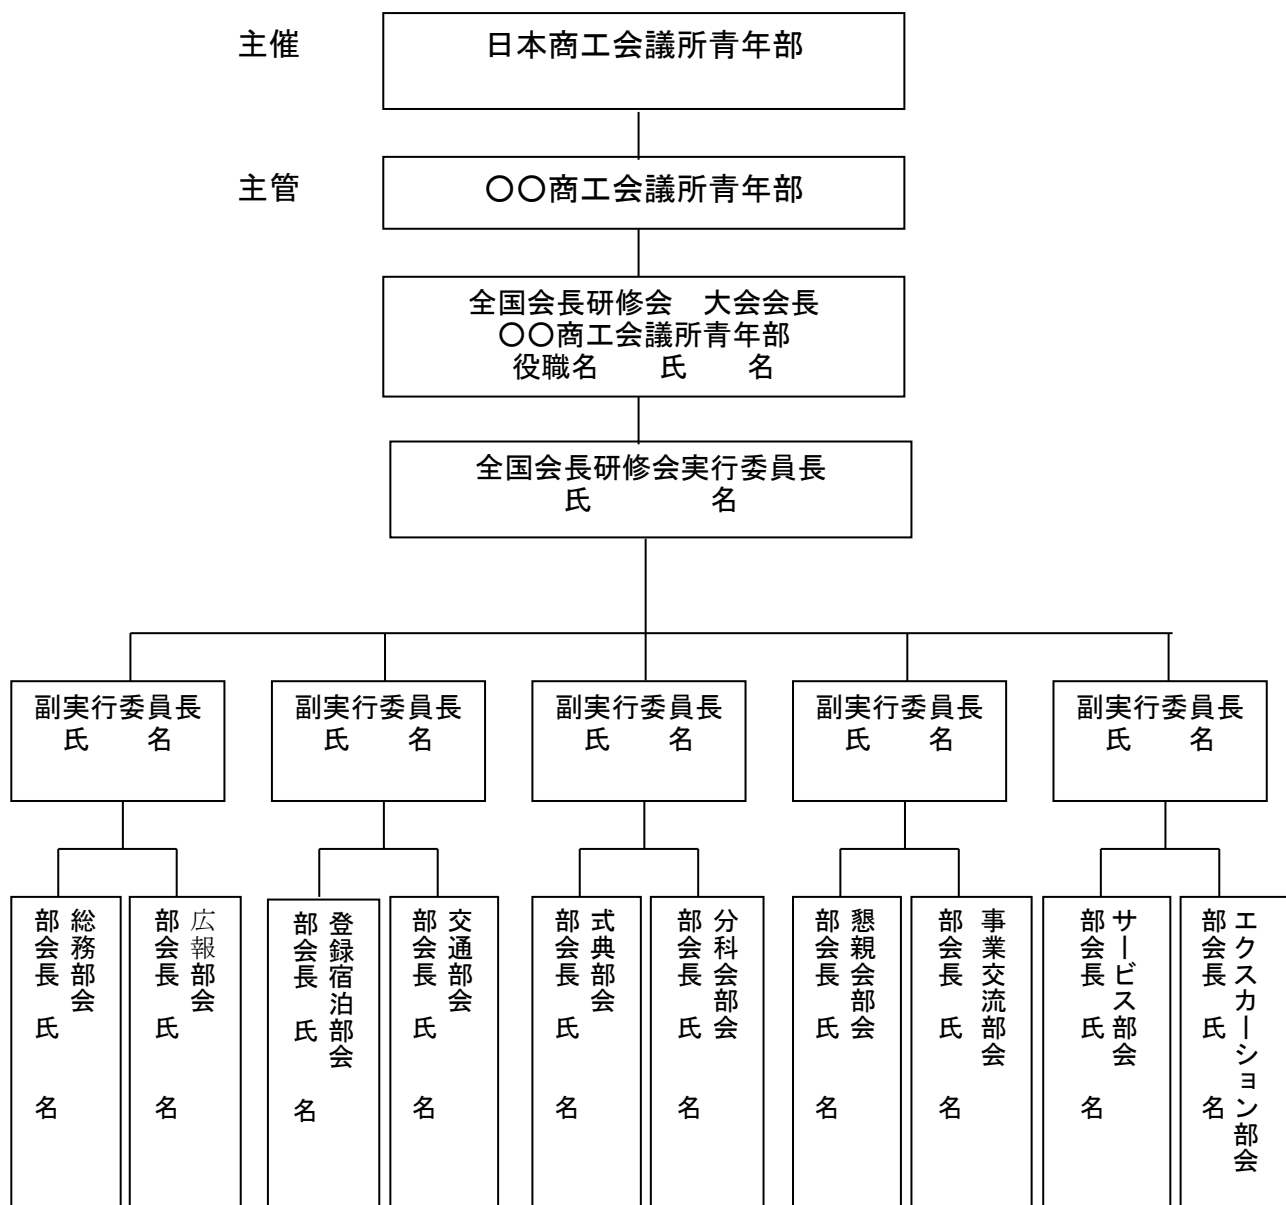 主催
日本商工会議所青年部
主管
〇〇商工会議所青年部
全国会長研修会　大会会長
〇〇商工会議所青年部
役職名　　氏　　名
全国会長研修会実行委員長
氏　　　　名
副実行委員長
氏　　名
副実行委員長
氏　　名
副実行委員長
氏　　名
副実行委員長
氏　　名
副実行委員長
氏　　名
総務部会
部会長　氏　　名
広報部会
部会長　氏　　名
登録宿泊部会
部会長　氏　　名
交通部会
部会長　氏　　名
式典部会
部会長　氏　　名
分科会部会
部会長　氏　　名
懇親会部会
部会長　氏　　名
事業交流部会
部会長　氏　　名
サービス部会
部会長　氏　　名
エクスカーション部会
部会長　氏　　名